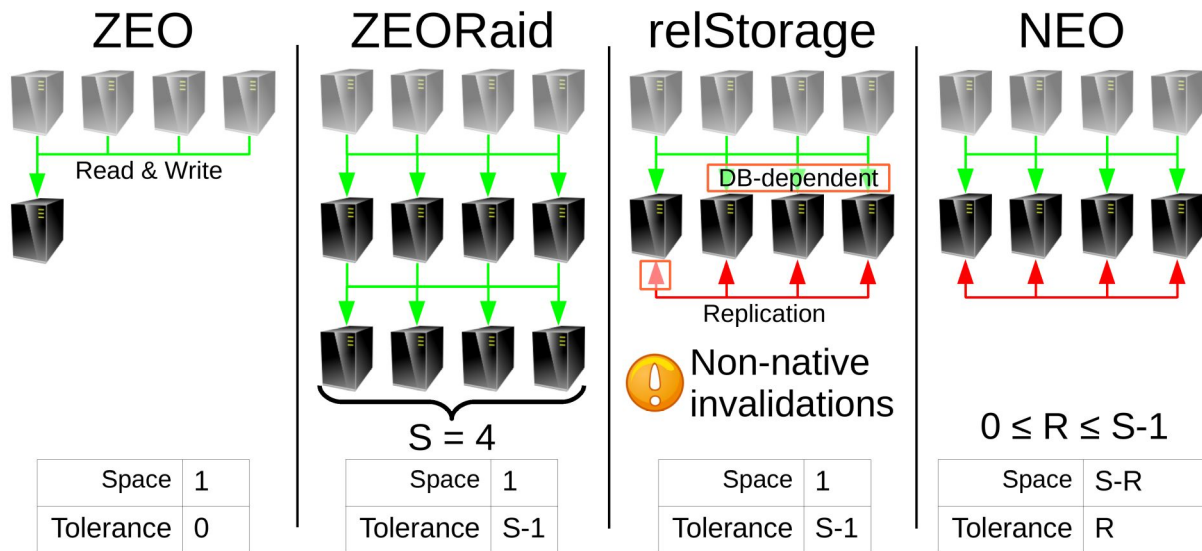 ZEO
Read & Write
Space 1
Tolerance 0
ZEORaid
S = 4
Space 1
Tolerance S-1
relStorage
DB-dependent
Replication
Non-native
invalidations
Space 1
Tolerance S-1
NEO
0 ≤ R ≤ S-1
Space S-R
Tolerance R